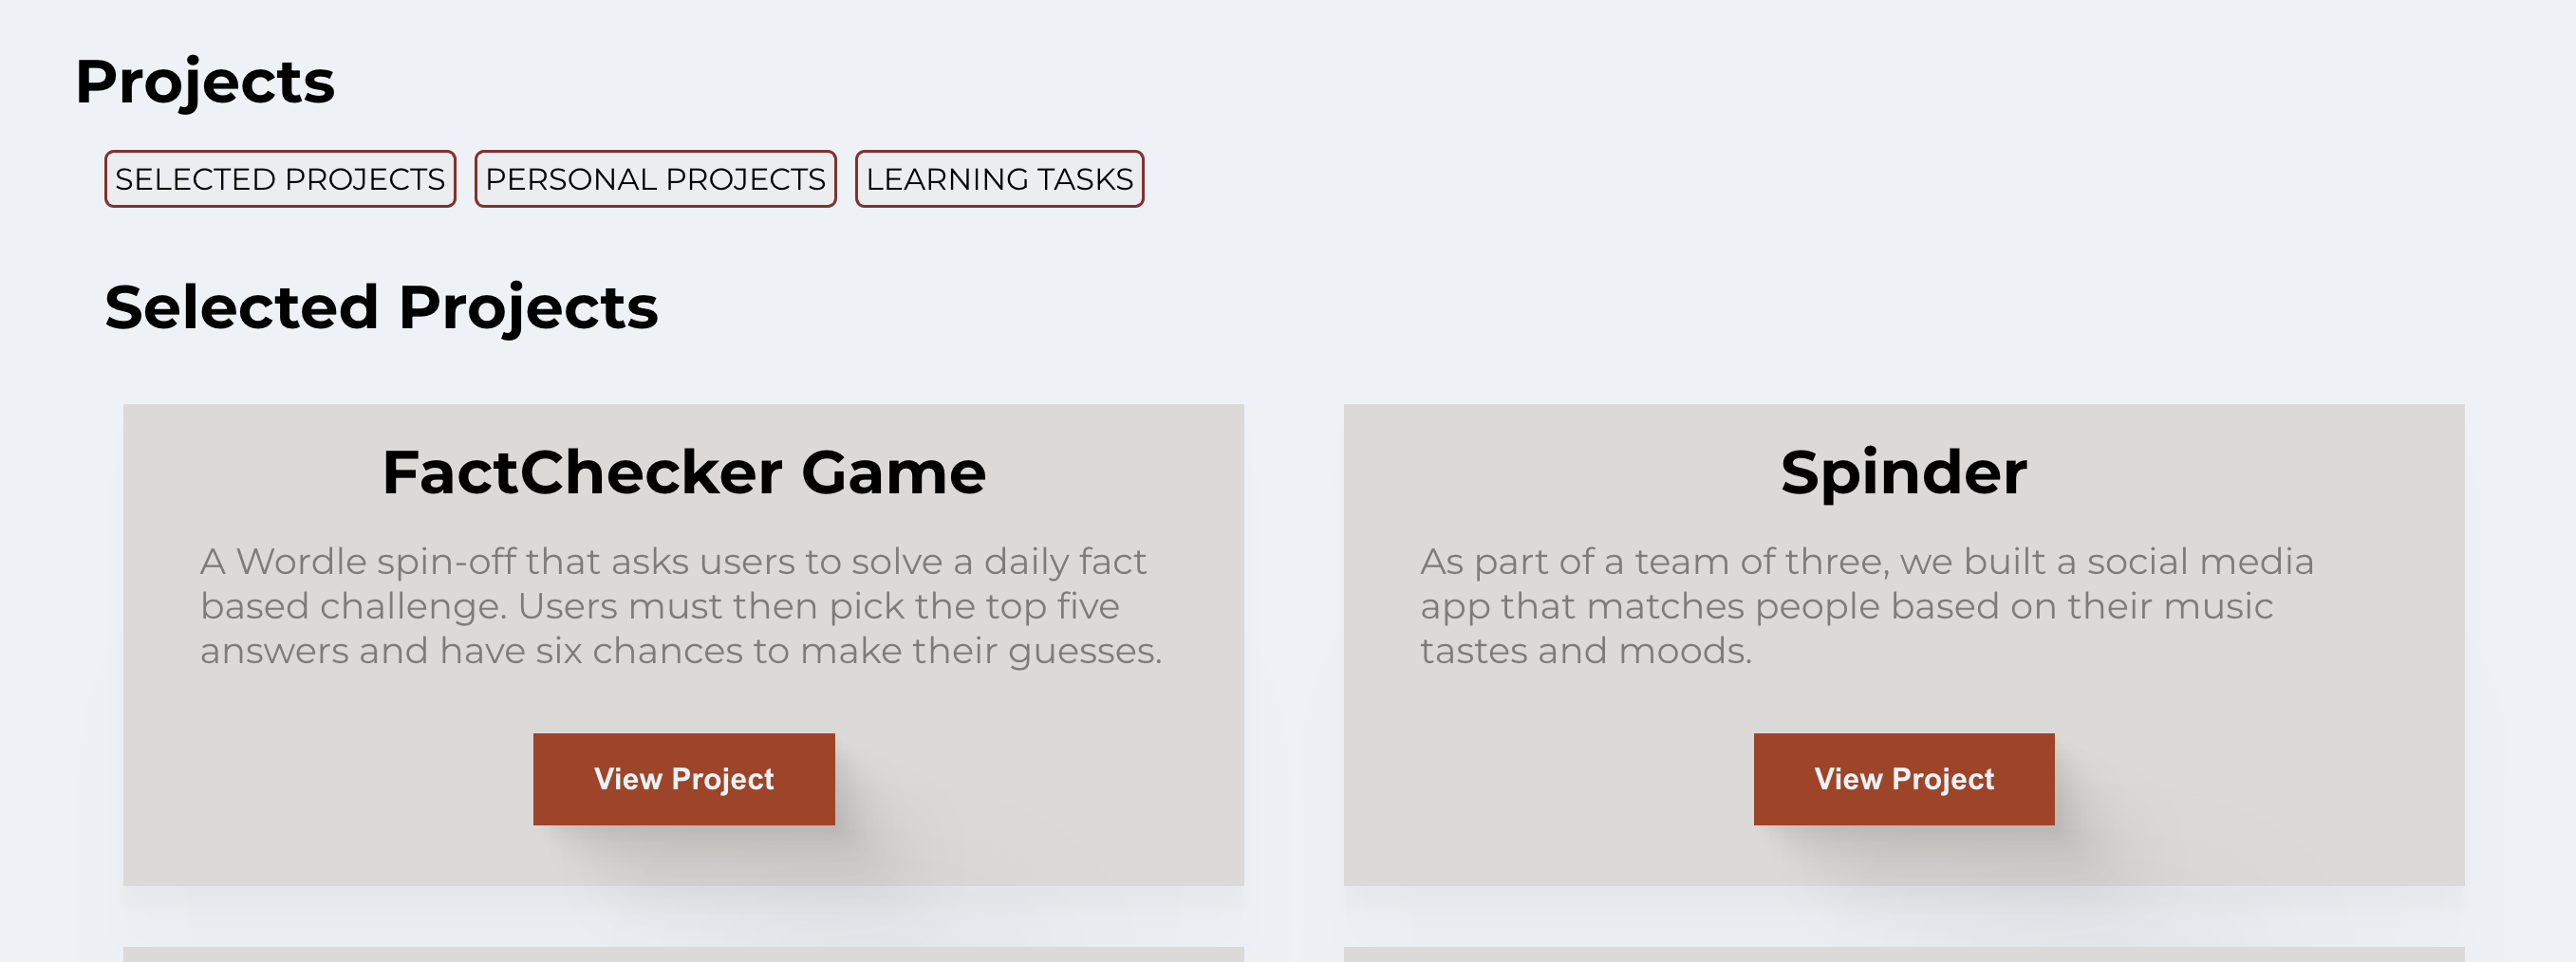 Projects
SELECTED PROJECTS PERSONAL PROJECTS LEARNING TASKS
Selected Projects
FactChecker Game
A Wordle spin-off that asks users to solve a daily fact
based challenge. Users must then pick the top five
answers and have six chances to make their guesses.
View Project
Spinder
As part of a team of three, we built a social media
app that matches people based on their music
tastes and moods.
View Project